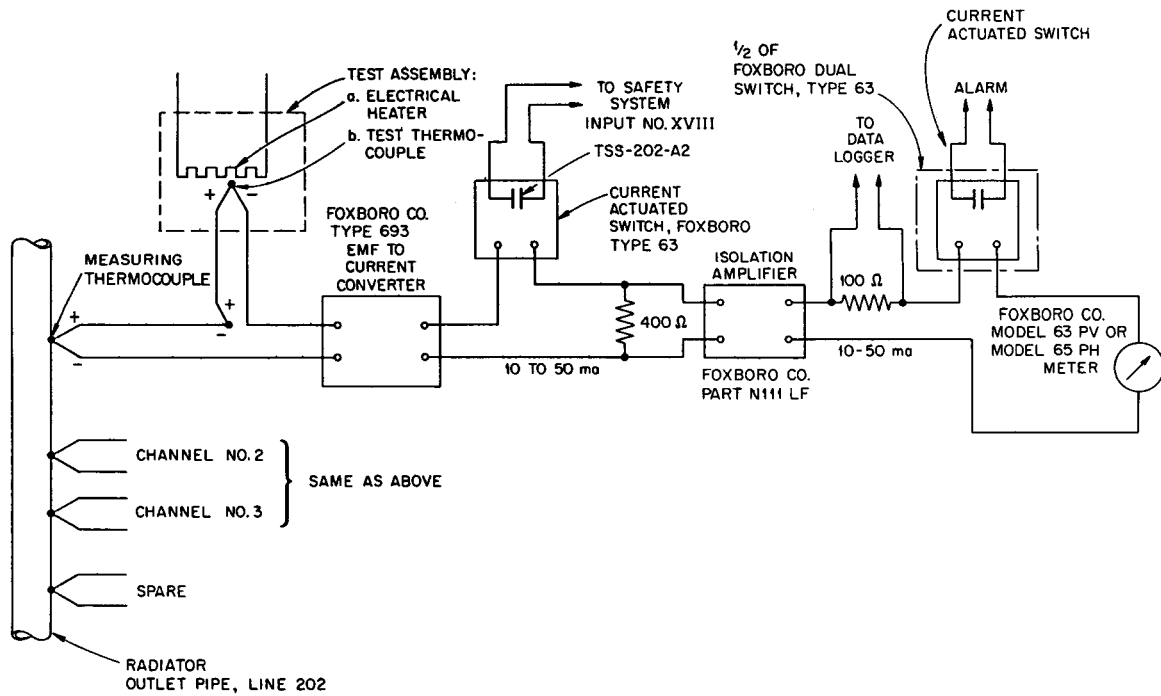 CURRENT
ACTUATED SWITCH
1/2 OF
FOXBORO DUAL
SWITCH, TYPE 63
ALARM
TEST ASSEMBLY:
a. ELECTRICAL
HEATER
b. TEST THERMO-
COUPLE
TO SAFETY
SYSTEM
INPUT NO. XVIII
TSS-202-A2
TO
DATA
LOGGER
+ -
FOXBORO CO.
TYPE 693
EMF TO
CURRENT
CONVERTER
CURRENT
ACTUATED
SWITCH, FOXBORO
TYPE 63
ISOLATION
AMPLIFIER
100 Ω
MEASURING
THERMOCOUPLE
+
-
+
-
400 Ω
10 TO 50 ma
10-50 ma
FOXBORO CO.
MODEL 63 PV OR
MODEL 65 PH
METER
FOXBORO CO.
PART N111 LF
CHANNEL NO. 2
CHANNEL NO. 3
SAME AS ABOVE
SPARE
RADIATOR
OUTLET PIPE, LINE 202